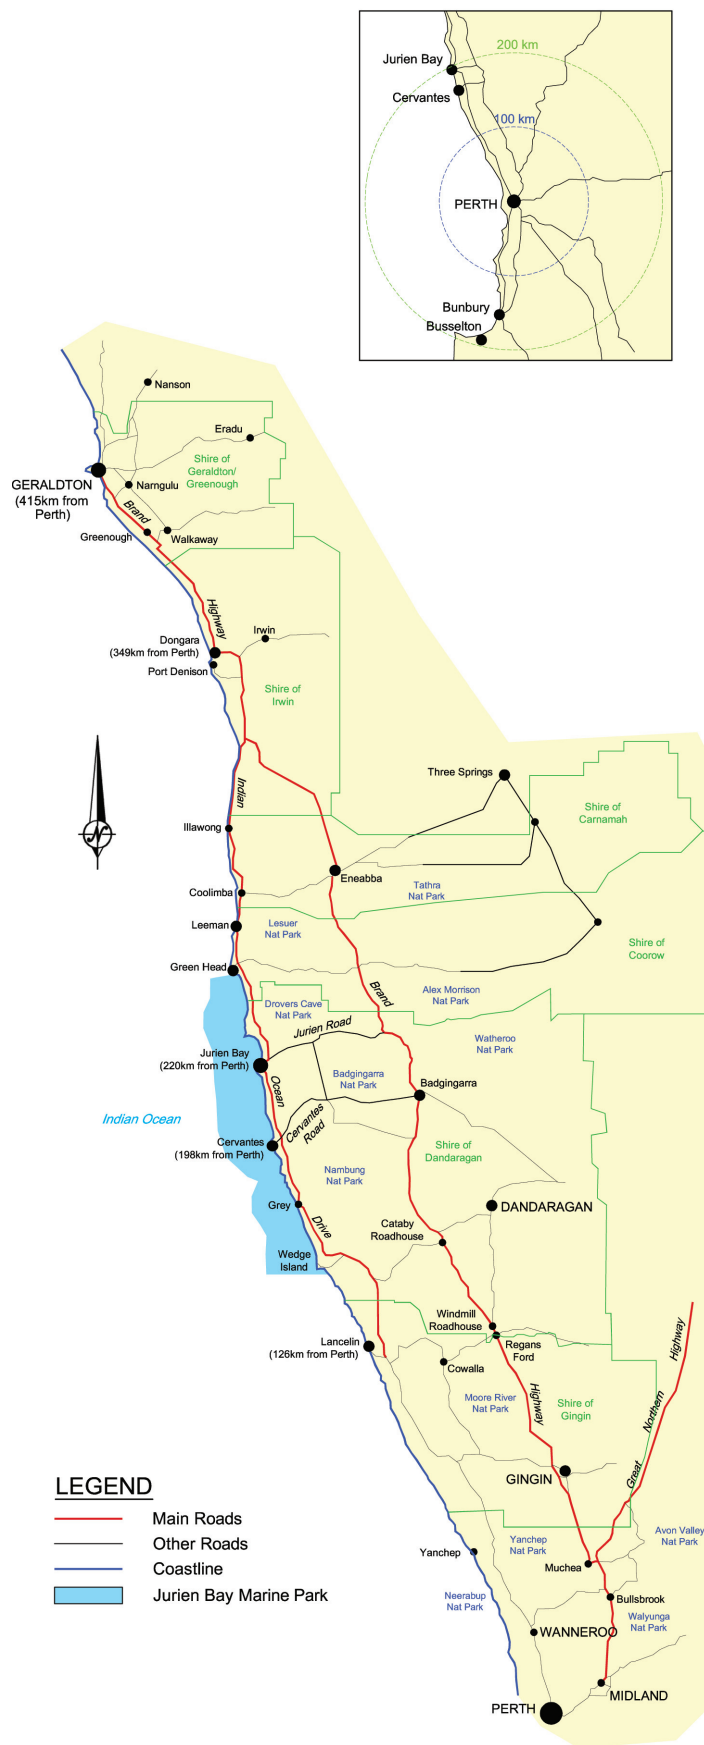 200 km
Jurien Bay
Cervantes
100 km
PERTH
Bunbury
Busselton
Nanson
Eradu
Shire of
Geraldton/
Greenough
GERALDTON
(415km from
Perth)
Narngulu
Brand
Greenough
Walkaway
Highway
Irwin
Dongara
(349km from Perth)
Port Denison
Shire of
Irwin
N
Indian
Three Springs
Shire of
Carnamah
Illawong
Eneabba
Tathra
Nat Park
Coolimba
Leeman
Lesuer
Nat Park
Shire of
Coorow
Green Head
Brand
Alex Morrison
Nat Park
Drovers Cave
Nat Park
Jurien Road
Watheroo
Nat Park
Jurien Bay
(220km from Perth)
Badgingarra
Nat Park
Badgingarra
Ocean
Indian Ocean
Cervantes
Road
Cervantes
(198km from Perth)
Shire of
Dandaragan
Nambung
Nat Park
Grey
DANDARAGAN
Drive
Cataby
Roadhouse
Wedge
Island
Windmill
Roadhouse
Lancelin
(126km from Perth)
Regans
Ford
Highway
Cowalla
Moore River
Nat Park
Highway
Shire of
Gingin
Northern
Great
GINGIN
LEGEND
Main Roads
Other Roads
Coastline
Jurien Bay Marine Park
Avon Valley
Nat Park
Yanchep
Nat Park
Yanchep
Muchea
Neerabup
Nat Park
Bullsbrook
Walyunga
Nat Park
WANNEROO
MIDLAND
PERTH